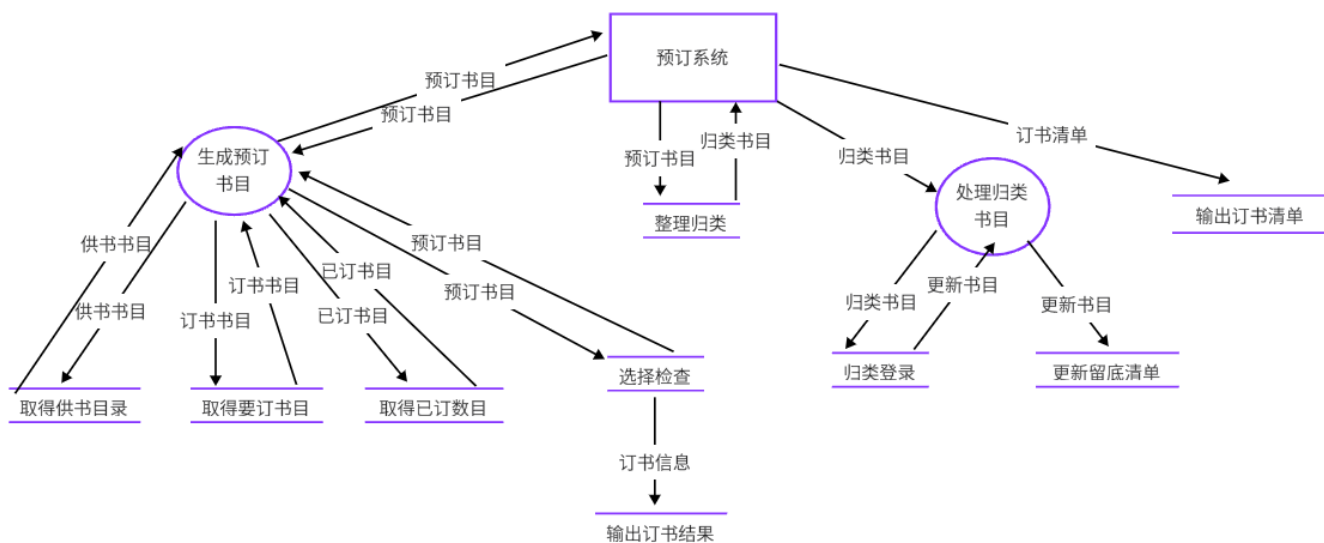 预订系统
预订书目
预订书目
订书清单
归类书目
预订书目
归类书目
生成预订
书目
处理归类
书目
输出订书清单
整理归类
供书书目
预订书目
已订书目
订书书目
预订书目
更新书目
归类书目
更新书目
供书书目
订书书目
已订书目
选择检查
归类登录
更新留底清单
取得供书目录
取得要订书目
取得已订数目
订书信息
输出订书结果